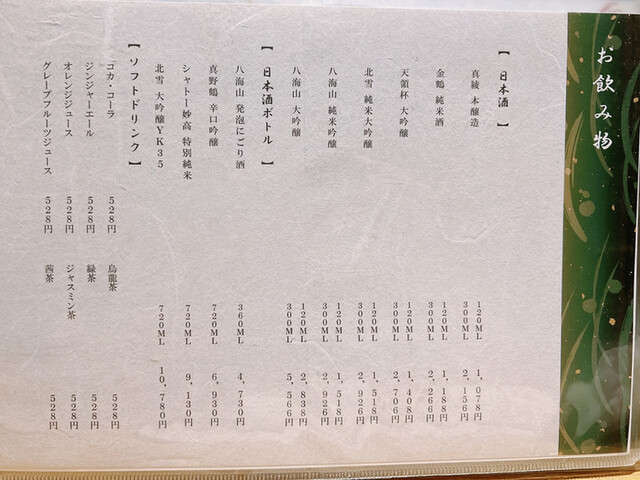 お飲み物
【日本酒】
真稜 本醸造 120ML 1,078円
300ML 2,156円
金鶴 純米酒 120ML 1,188円
300ML 2,266円
天領杯 大吟醸 120ML 1,408円
300ML 2,706円
北雪 純米大吟醸 120ML 1,518円
300ML 2,926円
八海山 純米吟醸 120ML 1,518円
300ML 2,926円
八海山 大吟醸 120ML 2,838円
300ML 5,566円
【日本酒ボトル】
八海山 発泡にごり酒 360ML 4,730円
真野鶴 辛口吟醸 720ML 6,930円
シャトー妙高 特別純米 720ML 9,130円
北雪 大吟醸YK35 720ML 10,780円
【ソフトドリンク】
コカ・コーラ 528円 烏龍茶 528円
ジンジャーエール 528円 緑茶 528円
オレンジジュース 528円 ジャスミン茶 528円
グレープフルーツジュース 528円 茜茶 528円